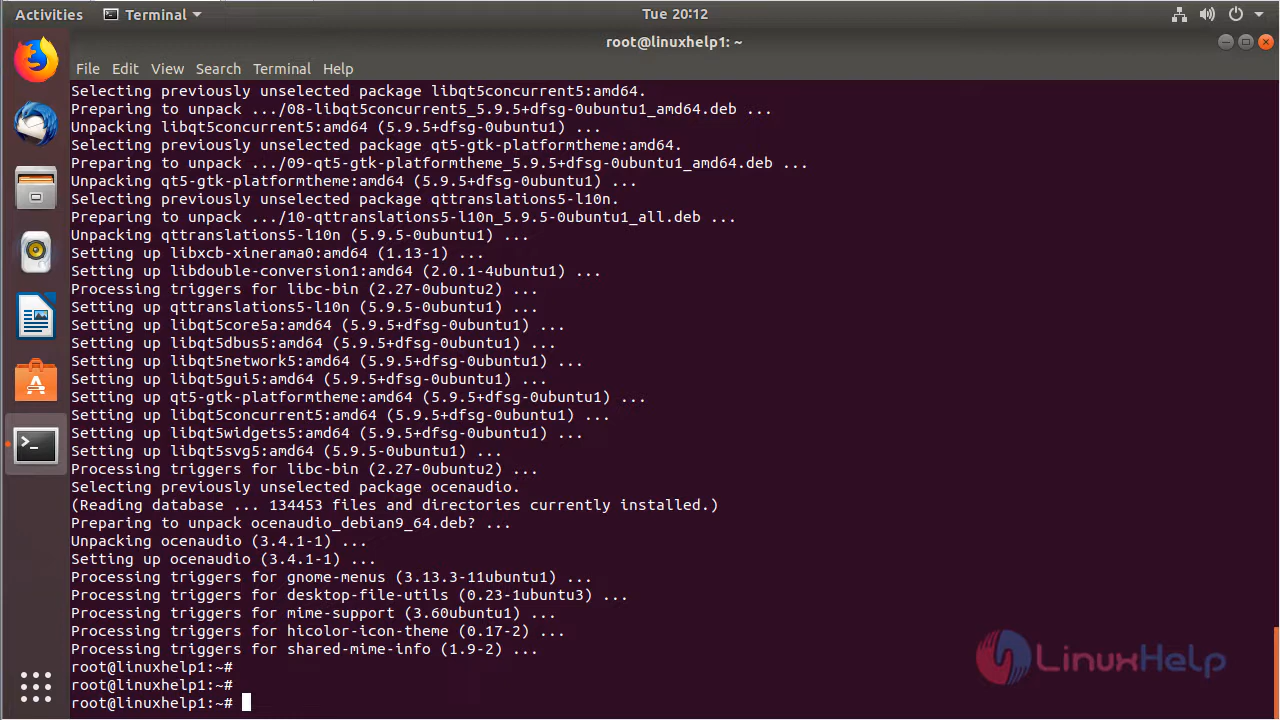 Activities Terminal Tue 20:12
root@linuxhelp1: ~
File Edit View Search Terminal Help
Selecting previously unselected package libqt5concurrent5:amd64.
Preparing to unpack .../08-libqt5concurrent5_5.9.5+dfsg-0ubuntu1_amd64.deb ...
Unpacking libqt5concurrent5:amd64 (5.9.5+dfsg-0ubuntu1) ...
Selecting previously unselected package qt5-gtk-platformtheme:amd64.
Preparing to unpack .../09-qt5-gtk-platformtheme_5.9.5+dfsg-0ubuntu1_amd64.deb ...
Unpacking qt5-gtk-platformtheme:amd64 (5.9.5+dfsg-0ubuntu1) ...
Selecting previously unselected package qttranslations5-l10n.
Preparing to unpack .../10-qttranslations5-l10n_5.9.5-0ubuntu1_all.deb ...
Unpacking qttranslations5-l10n (5.9.5-0ubuntu1) ...
Setting up libxcb-xinerama0:amd64 (1.13-1) ...
Setting up libdouble-conversion1:amd64 (2.0.1-4ubuntu1) ...
Processing triggers for libc-bin (2.27-0ubuntu2) ...
Setting up qttranslations5-l10n (5.9.5-0ubuntu1) ...
Setting up libqt5core5a:amd64 (5.9.5+dfsg-0ubuntu1) ...
Setting up libqt5dbus5:amd64 (5.9.5+dfsg-0ubuntu1) ...
Setting up libqt5network5:amd64 (5.9.5+dfsg-0ubuntu1) ...
Setting up libqt5gui5:amd64 (5.9.5+dfsg-0ubuntu1) ...
Setting up qt5-gtk-platformtheme:amd64 (5.9.5+dfsg-0ubuntu1) ...
Setting up libqt5concurrent5:amd64 (5.9.5+dfsg-0ubuntu1) ...
Setting up libqt5widgets5:amd64 (5.9.5+dfsg-0ubuntu1) ...
Setting up libqt5svg5:amd64 (5.9.5-0ubuntu1) ...
Processing triggers for libc-bin (2.27-0ubuntu2) ...
Selecting previously unselected package ocenaudio.
(Reading database ... 134453 files and directories currently installed.)
Preparing to unpack ocenaudio_debian9_64.deb? ...
Unpacking ocenaudio (3.4.1-1) ...
Setting up ocenaudio (3.4.1-1) ...
Processing triggers for gnome-menus (3.13.3-11ubuntu1) ...
Processing triggers for desktop-file-utils (0.23-1ubuntu3) ...
Processing triggers for mime-support (3.60ubuntu1) ...
Processing triggers for hicolor-icon-theme (0.17-2) ...
Processing triggers for shared-mime-info (1.9-2) ...
root@linuxhelp1:~#
root@linuxhelp1:~#
root@linuxhelp1:~#
LinuxHelp